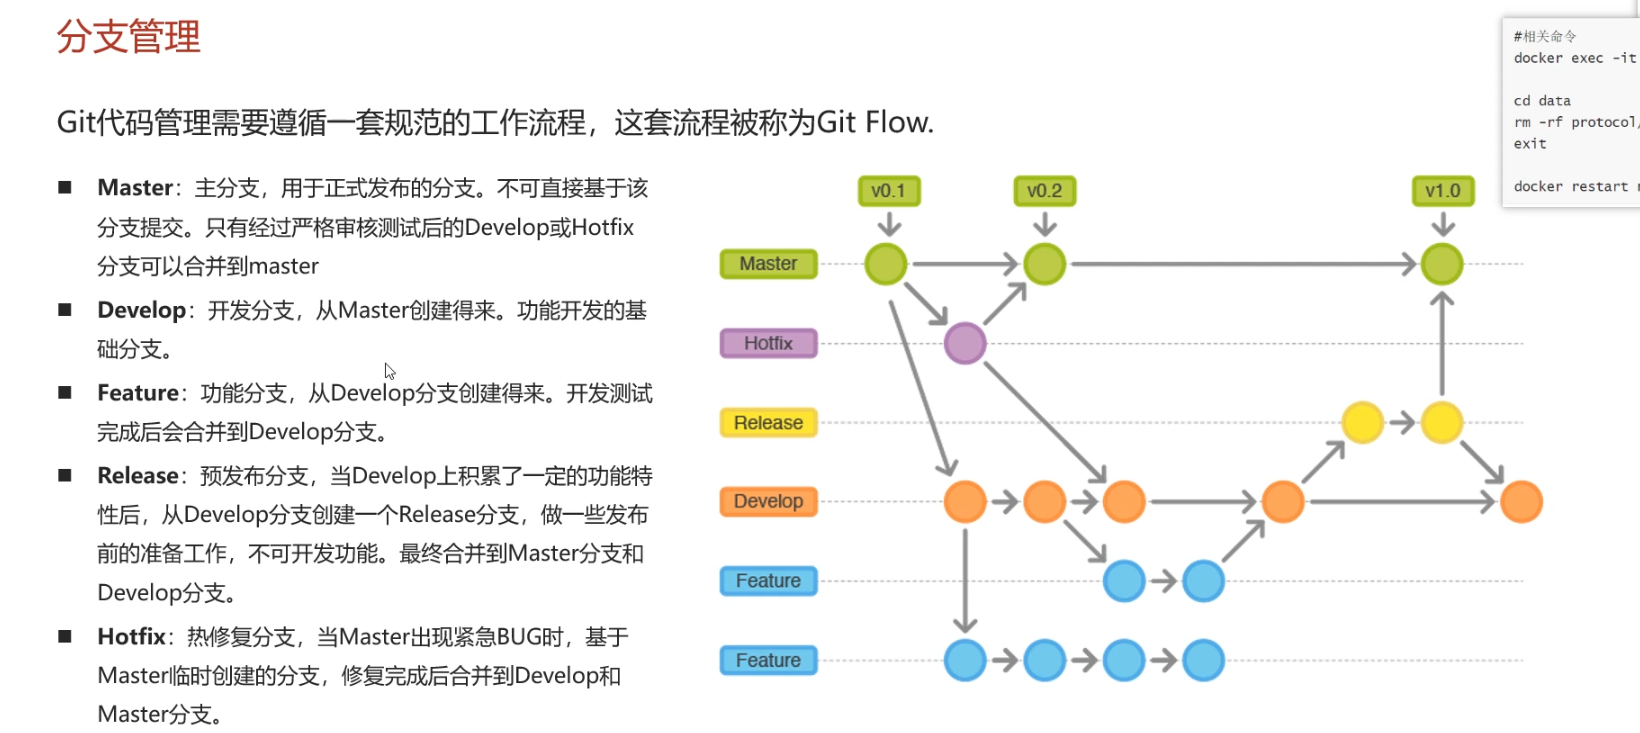 分支管理
Git代码管理需要遵循一套规范的工作流程，这套流程被称为Git Flow.
■ Master：主分支，用于正式发布的分支。不可直接基于该
分支提交。只有经过严格审核测试后的Develop或Hotfix
分支可以合并到master
■ Develop：开发分支，从Master创建得来。功能开发的基
础分支。
■ Feature：功能分支，从Develop分支创建得来。开发测试
完成后会合并到Develop分支。
■ Release：预发布分支，当Develop上积累了一定的功能特
性后，从Develop分支创建一个Release分支，做一些发布
前的准备工作，不可开发功能。最终合并到Master分支和
Develop分支。
■ Hotfix：热修复分支，当Master出现紧急BUG时，基于
Master临时创建的分支，修复完成后合并到Develop和
Master分支。
v0.1
v0.2
v1.0
Master
Hotfix
Release
Develop
Feature
Feature
#相关命令
docker exec -it
cd data
rm -rf protocol/
exit
docker restart